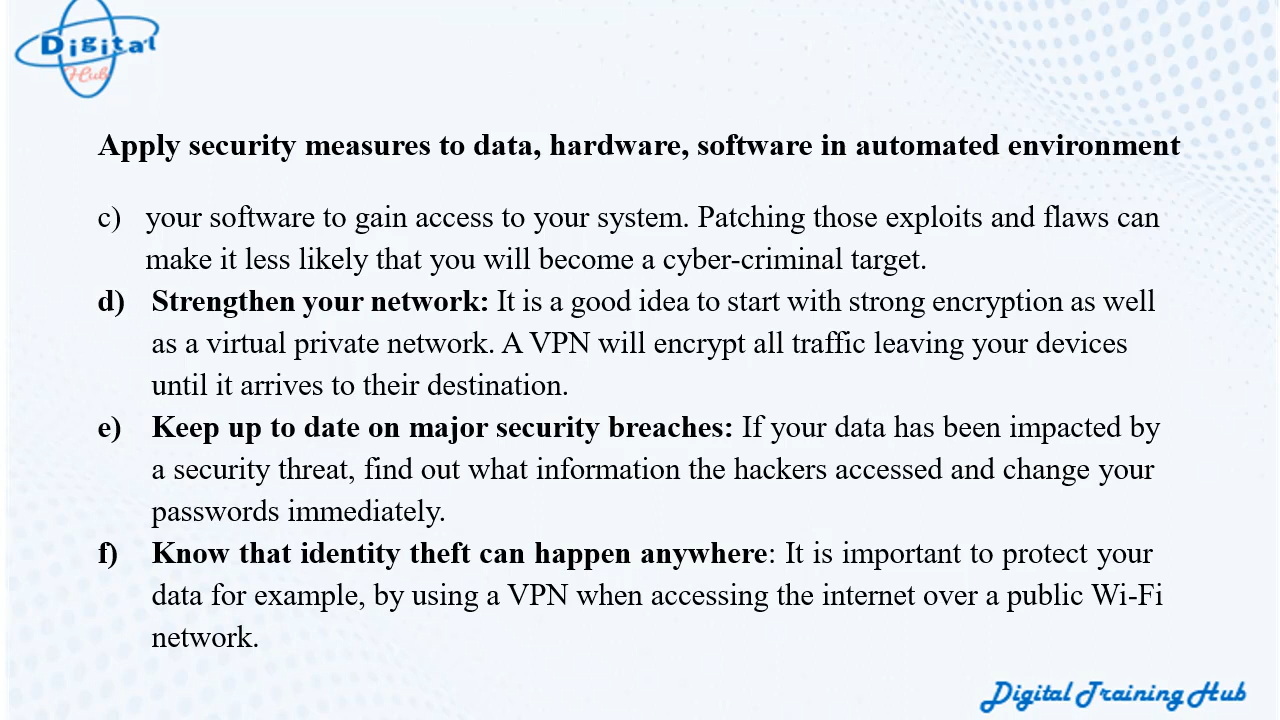 Digital
Hub
Apply security measures to data, hardware, software in automated environment
c) your software to gain access to your system. Patching those exploits and flaws can
make it less likely that you will become a cyber-criminal target.
d) Strengthen your network: It is a good idea to start with strong encryption as well
as a virtual private network. A VPN will encrypt all traffic leaving your devices
until it arrives to their destination.
e) Keep up to date on major security breaches: If your data has been impacted by
a security threat, find out what information the hackers accessed and change your
passwords immediately.
f) Know that identity theft can happen anywhere: It is important to protect your
data for example, by using a VPN when accessing the internet over a public Wi-Fi
network.
Digital Training Hub